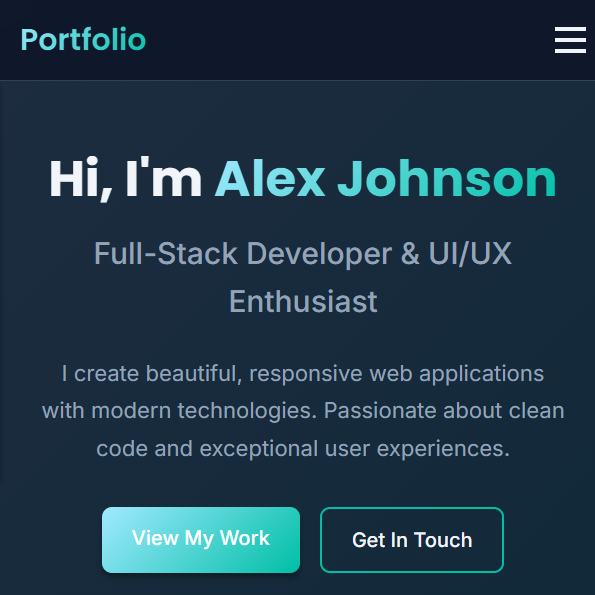 Portfolio
Hi, I'm Alex Johnson
Full-Stack Developer & UI/UX
Enthusiast
I create beautiful, responsive web applications
with modern technologies. Passionate about clean
code and exceptional user experiences.
View My Work
Get In Touch